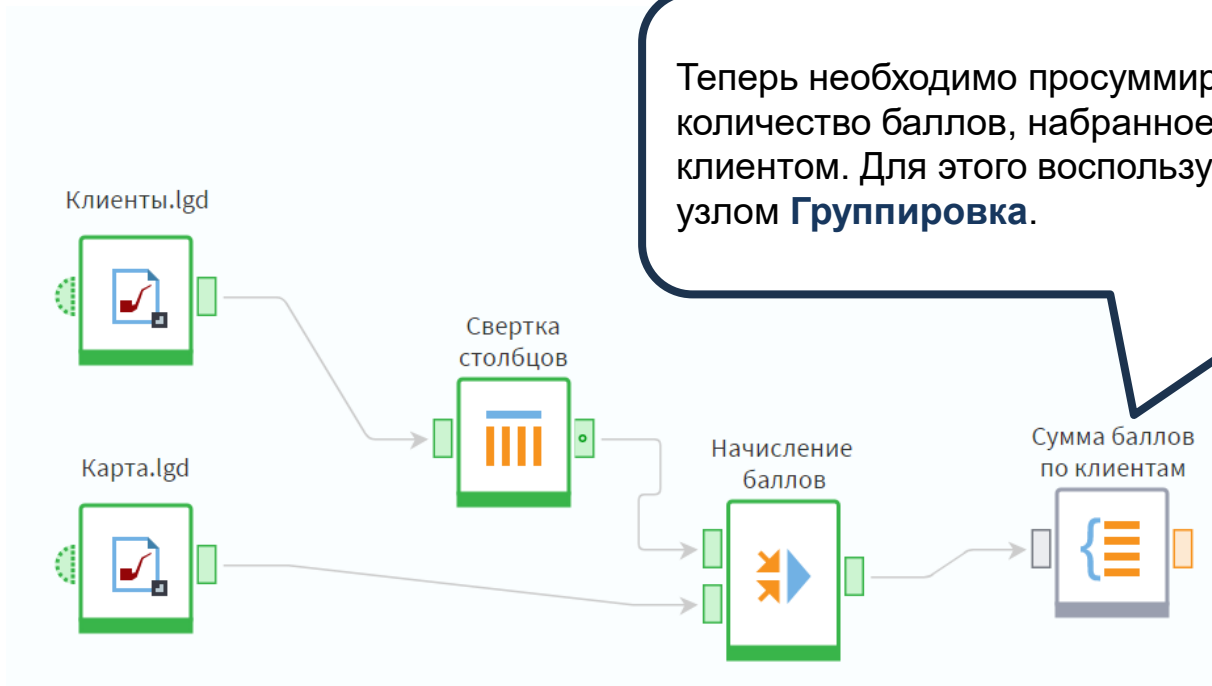 Теперь необходимо просуммир
количество баллов, набранное
клиентом. Для этого воспользу
узлом Группировка.
Клиенты.lgd
Свертка
столбцов
Карта.lgd
Начисление
баллов
Сумма баллов
по клиентам